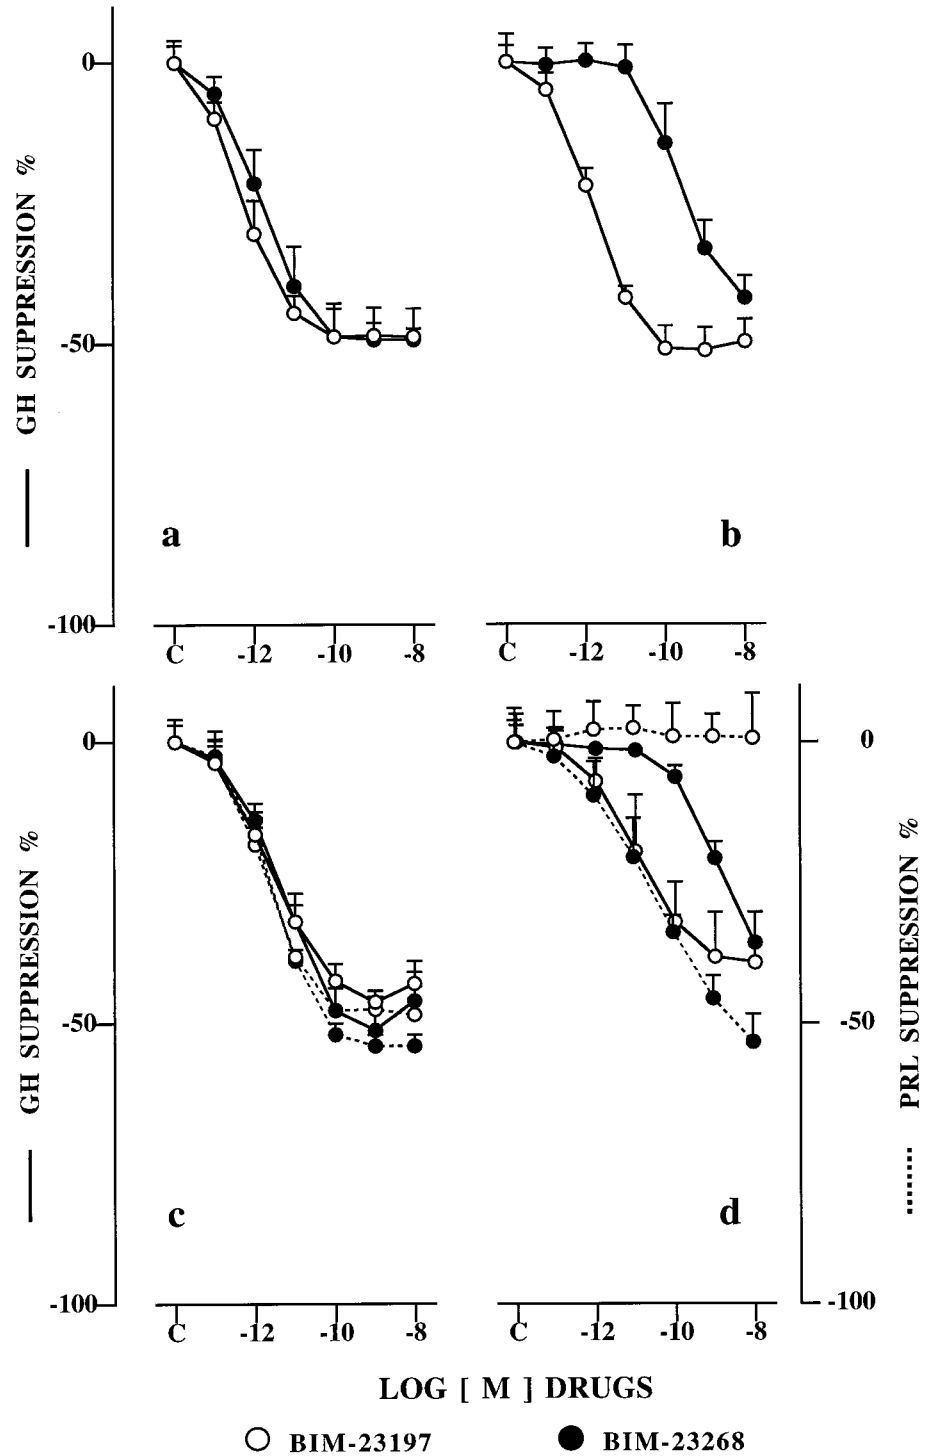 0
GH SUPPRESSION %
-50
-100
a
b
C -12 -10 -8
C -12 -10 -8
0
GH SUPPRESSION %
-50
-100
c
d
0
PRL SUPPRESSION %
-50
-100
C -12 -10 -8
C -12 -10 -8
LOG [ M ] DRUGS
BIM-23197 BIM-23268